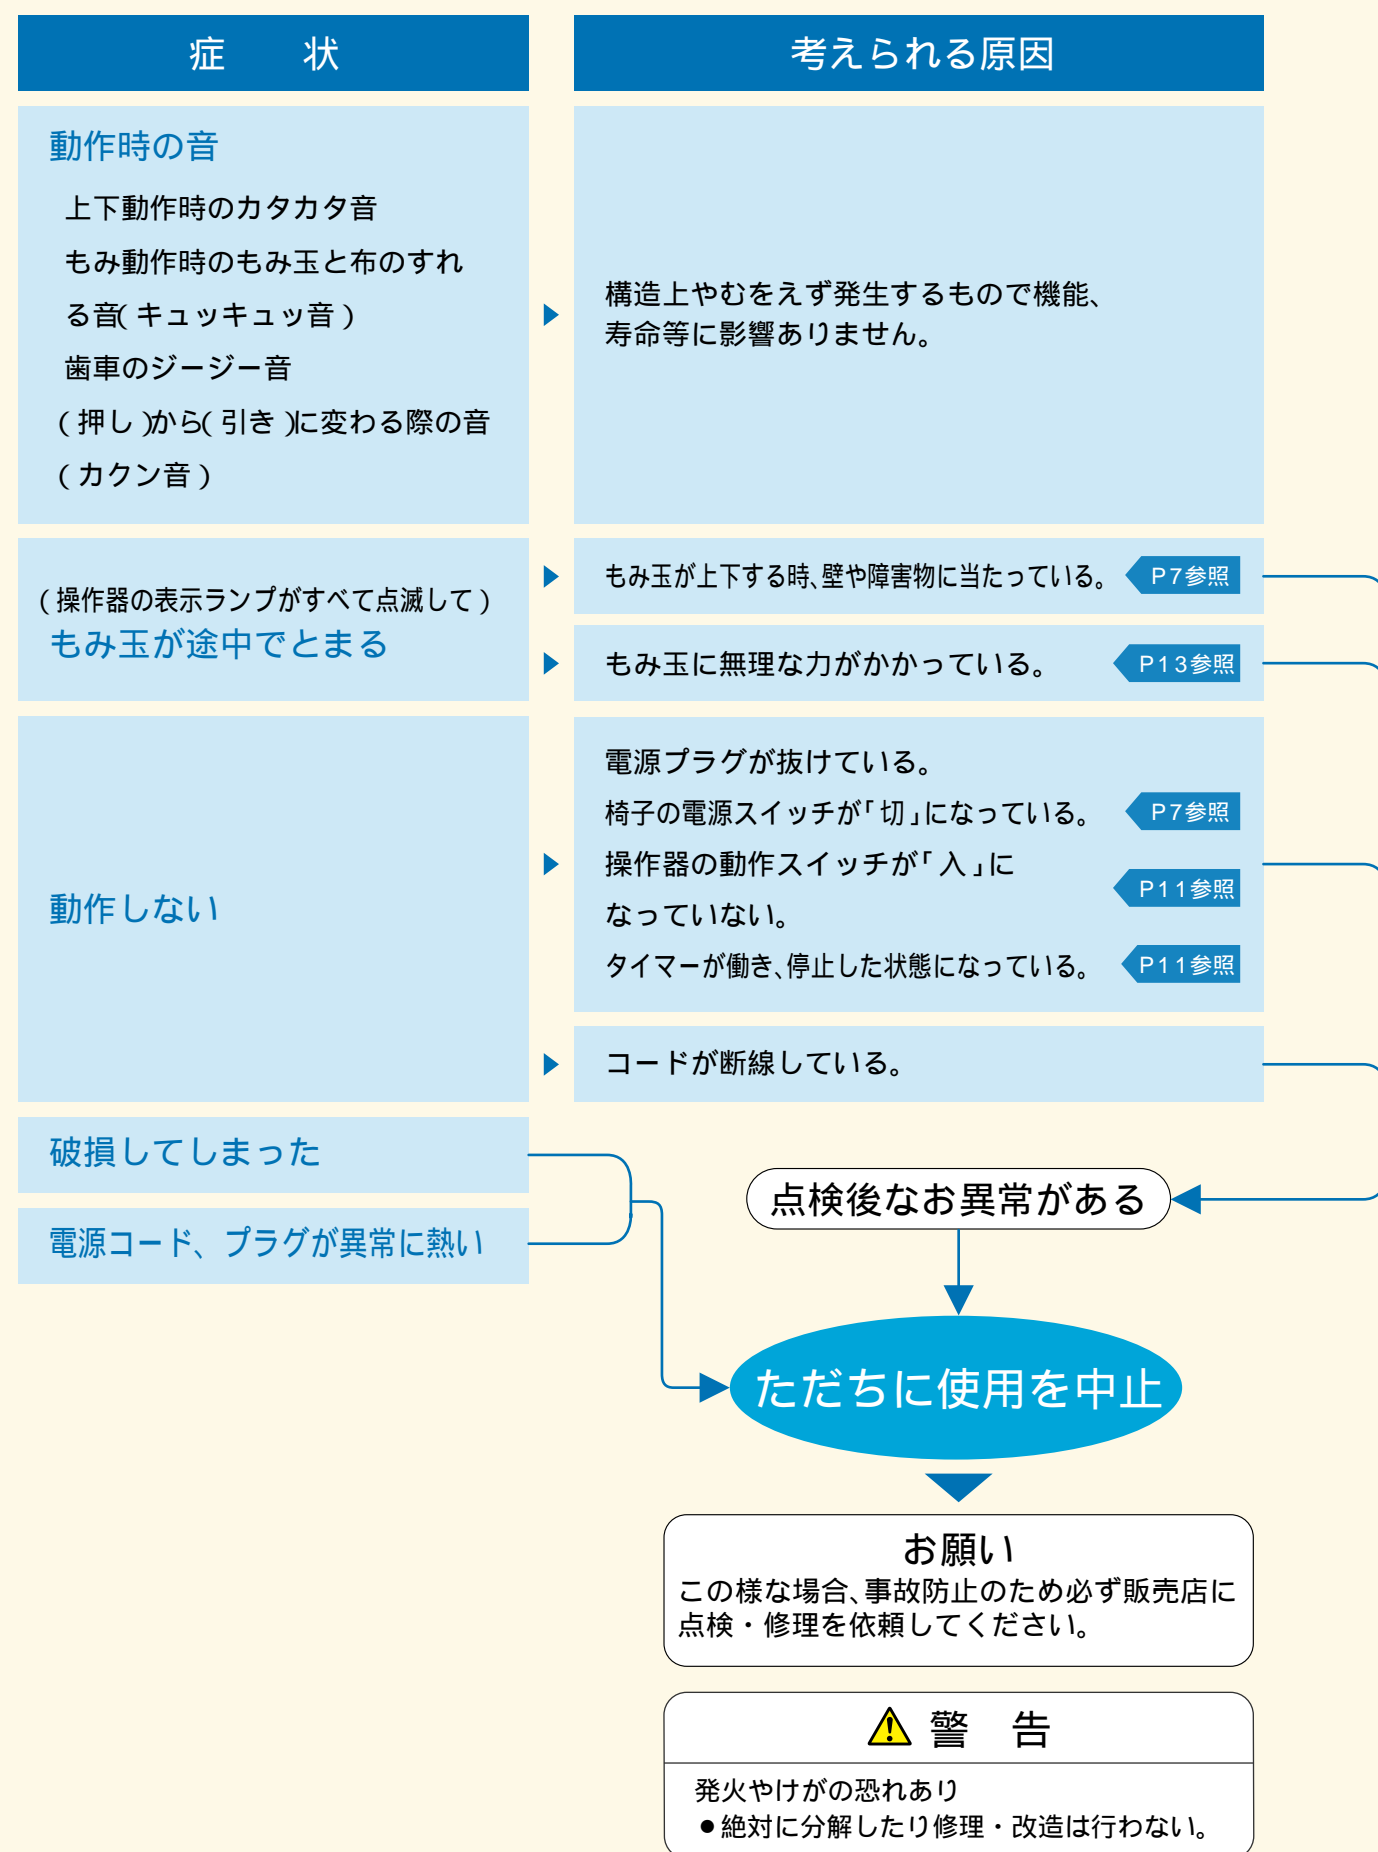 症　　状
考えられる原因
動作時の音
上下動作時のカタカタ音
もみ動作時のもみ玉と布のすれ
る音(キュッキュッ音)
歯車のジージー音
(押し)から(引き)に変わる際の音
(カクン音)
構造上やむをえず発生するもので機能、
寿命等に影響ありません。
(操作器の表示ランプがすべて点滅して)
もみ玉が途中でとまる
もみ玉が上下する時、壁や障害物に当たっている。 P7参照
もみ玉に無理な力がかかっている。 P13参照
動作しない
電源プラグが抜けている。
椅子の電源スイッチが「切」になっている。 P7参照
操作器の動作スイッチが「入」に
なっていない。 P11参照
タイマーが働き、停止した状態になっている。 P11参照
コードが断線している。
破損してしまった
電源コード、プラグが異常に熱い
点検後なお異常がある
ただちに使用を中止
お願い
この様な場合、事故防止のため必ず販売店に
点検・修理を依頼してください。
警　告
発火やけがの恐れあり
●絶対に分解したり修理・改造は行わない。